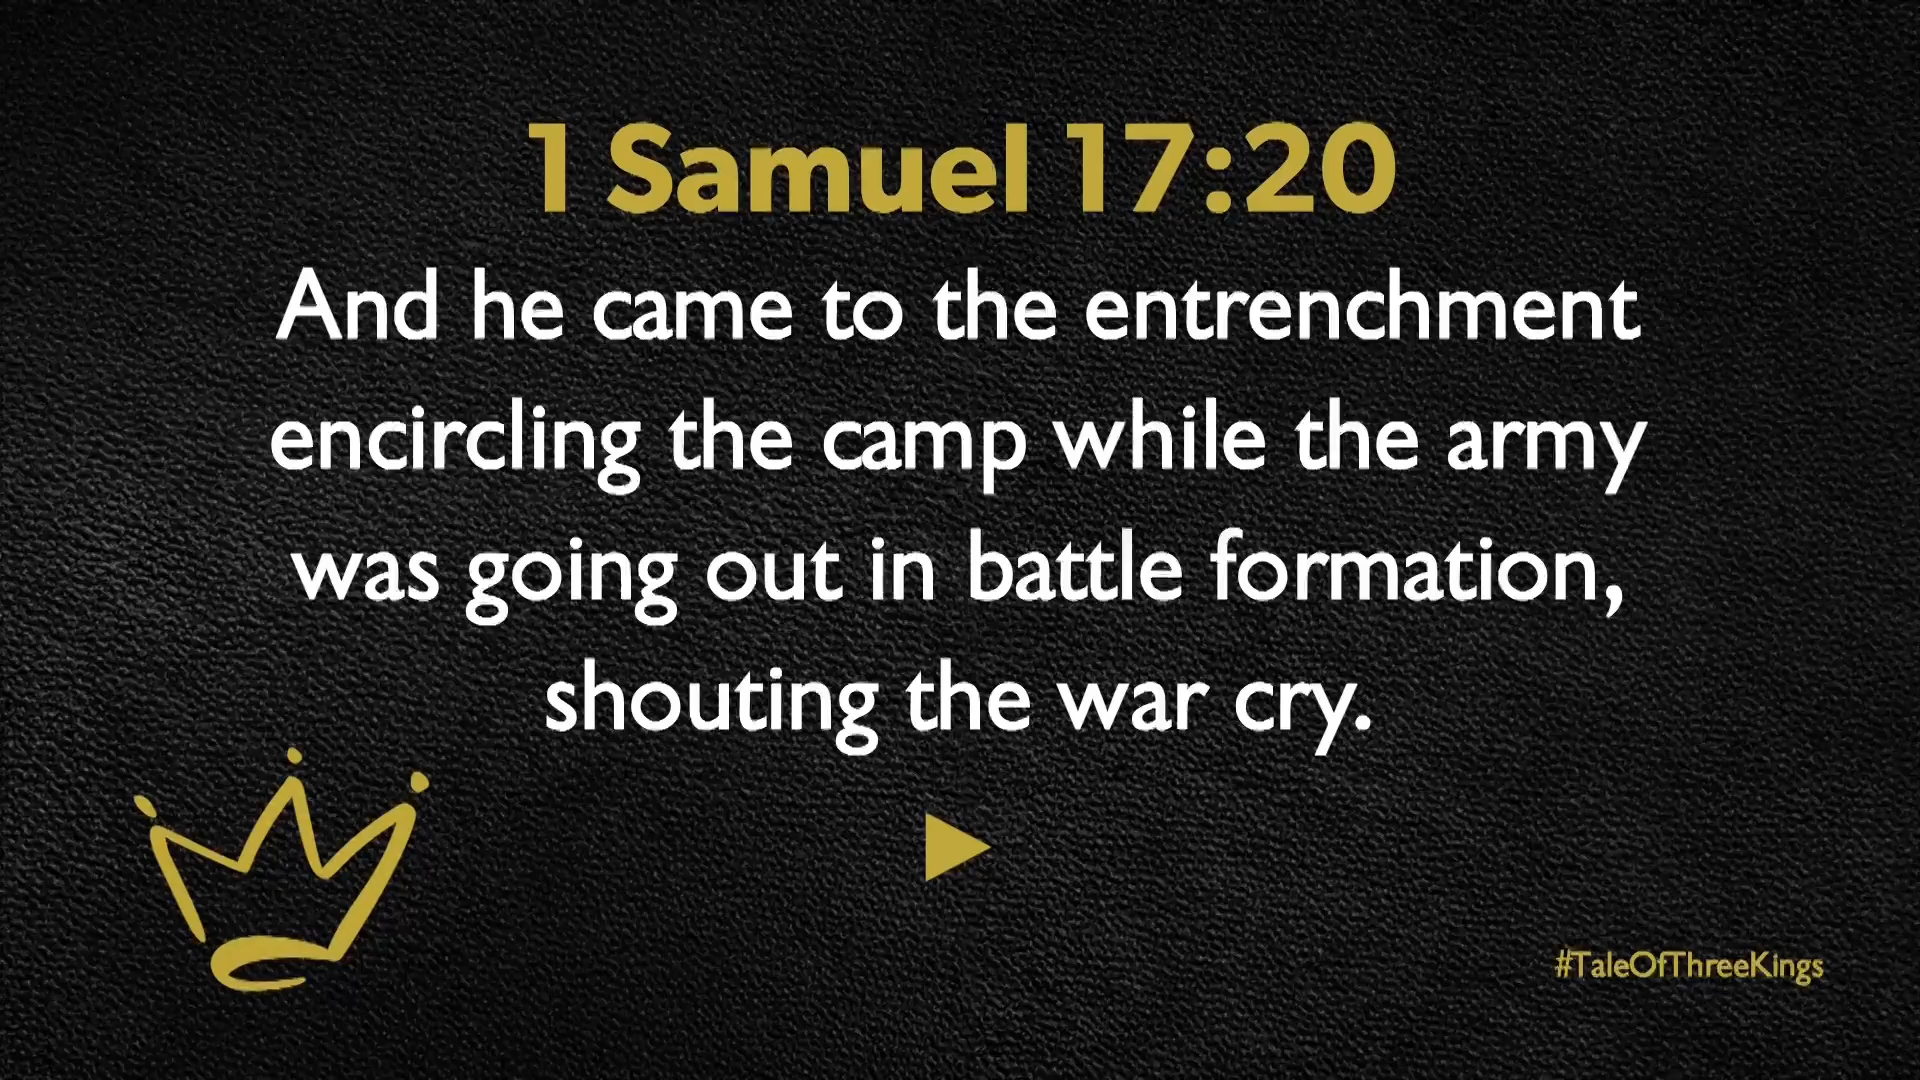 1 Samuel 17:20
And he came to the entrenchment
encircling the camp while the army
was going out in battle formation,
shouting the war cry.
#TaleOfThreeKings